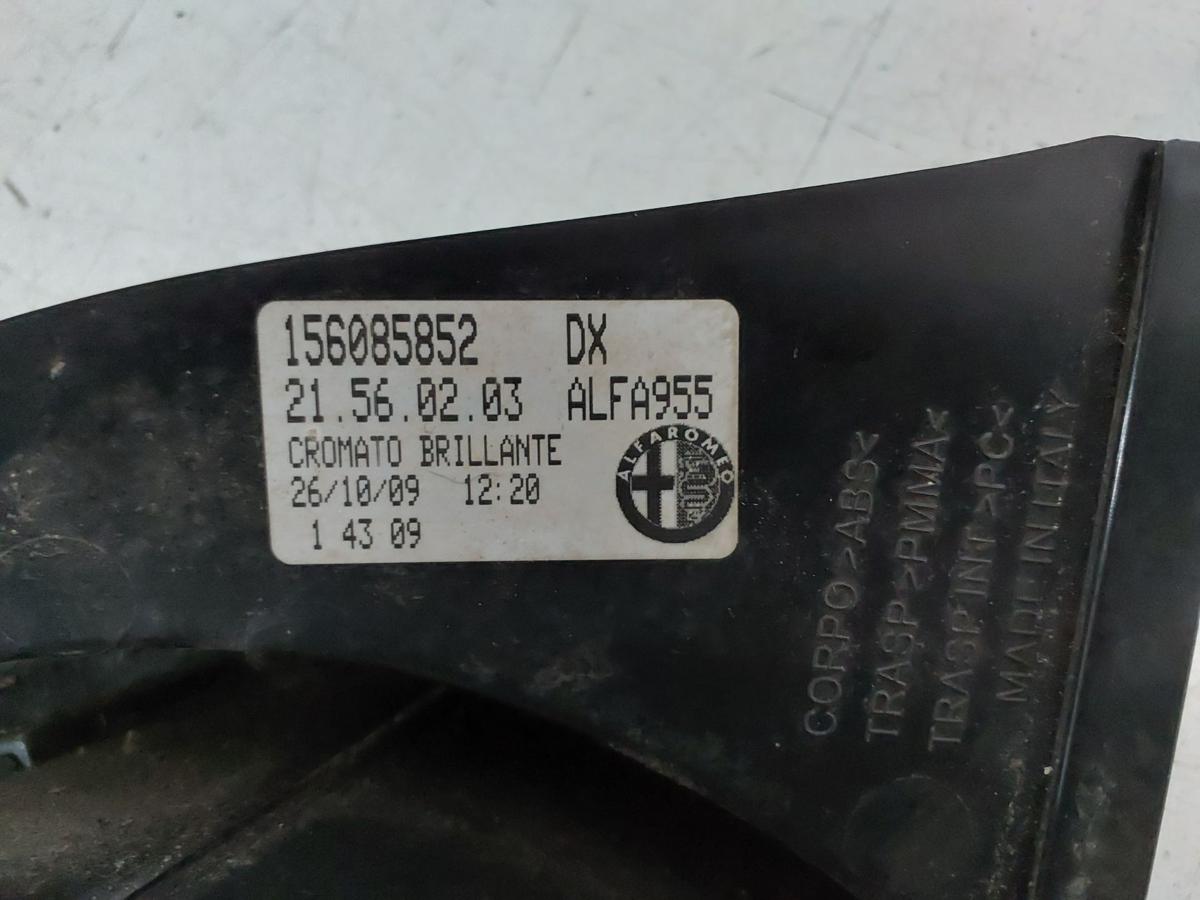 156085852 DX
21.56.02.03 ALFA955
CROMATO BRILLANTE
26/10/09 12:20
1 43 09
ALFA ROMEO
CORPO >ABS<
TRASP >PMMA<
TRASP INT >PC<
MADE IN ITALY